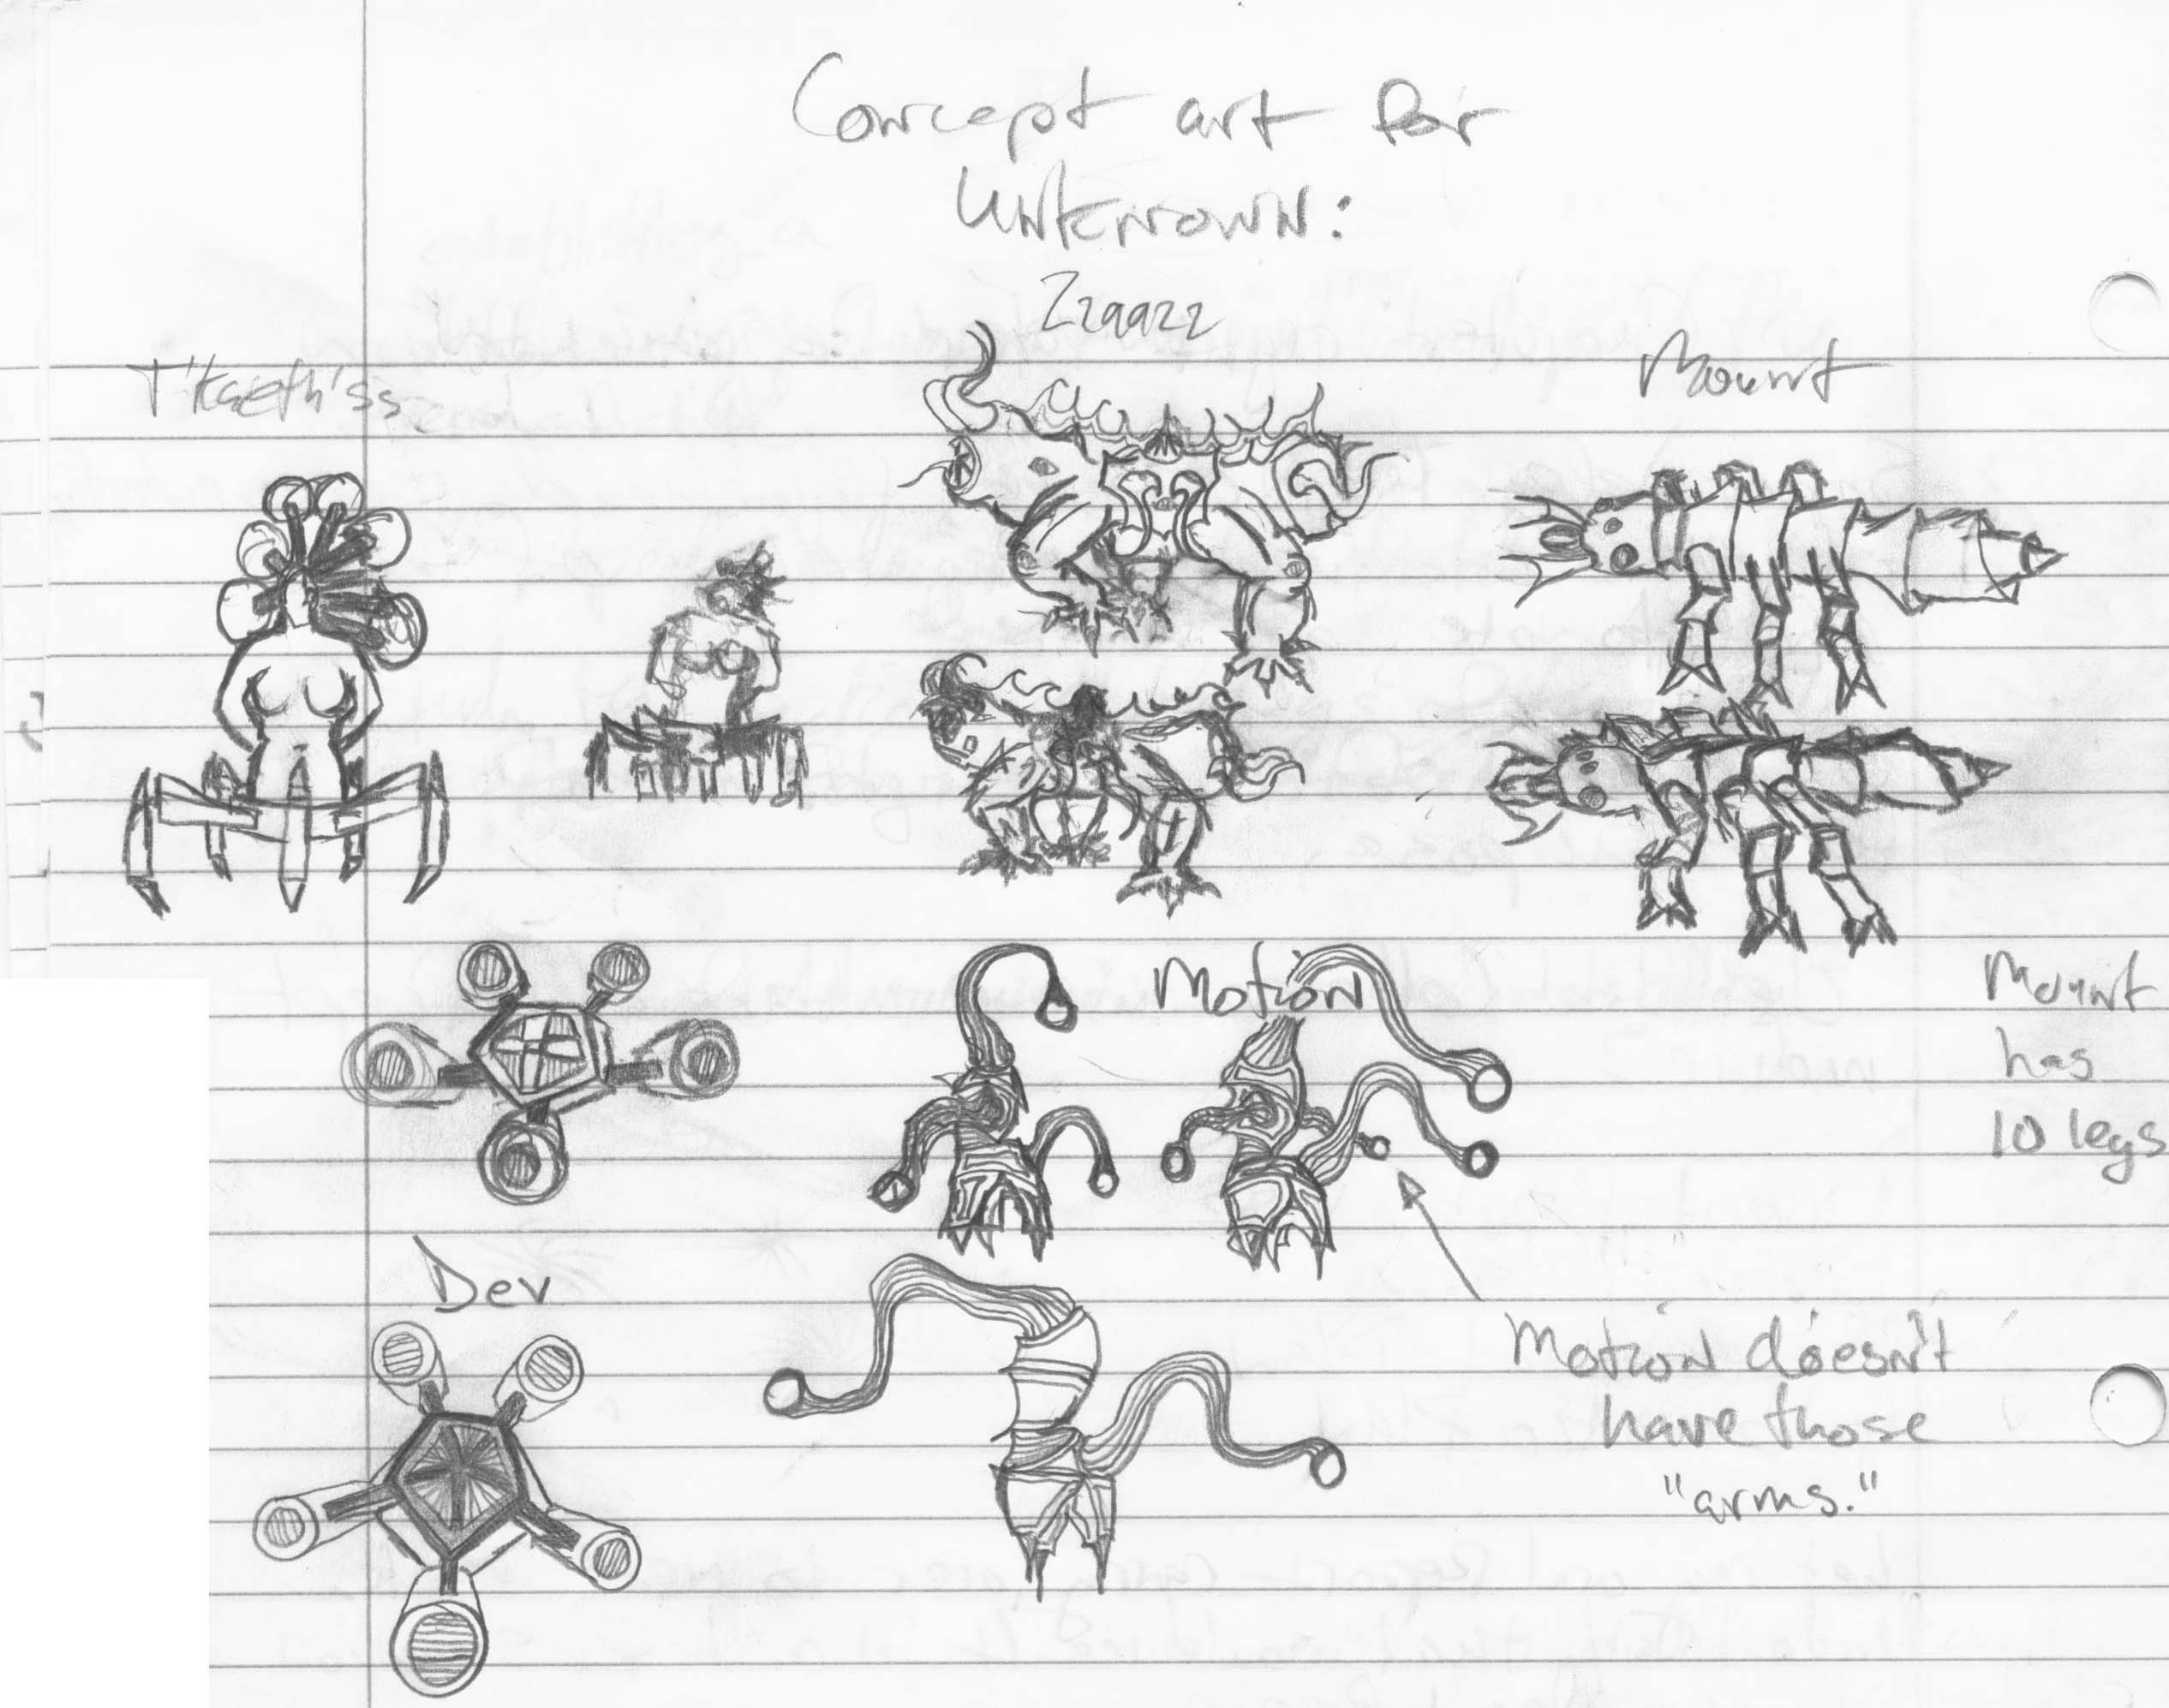 Concept art for
Unknown:
Zzaazz
T'kaeth'ss
Mount
Motion
Mount
has
10 legs
Dev
Motion doesn't
have those
"arms."